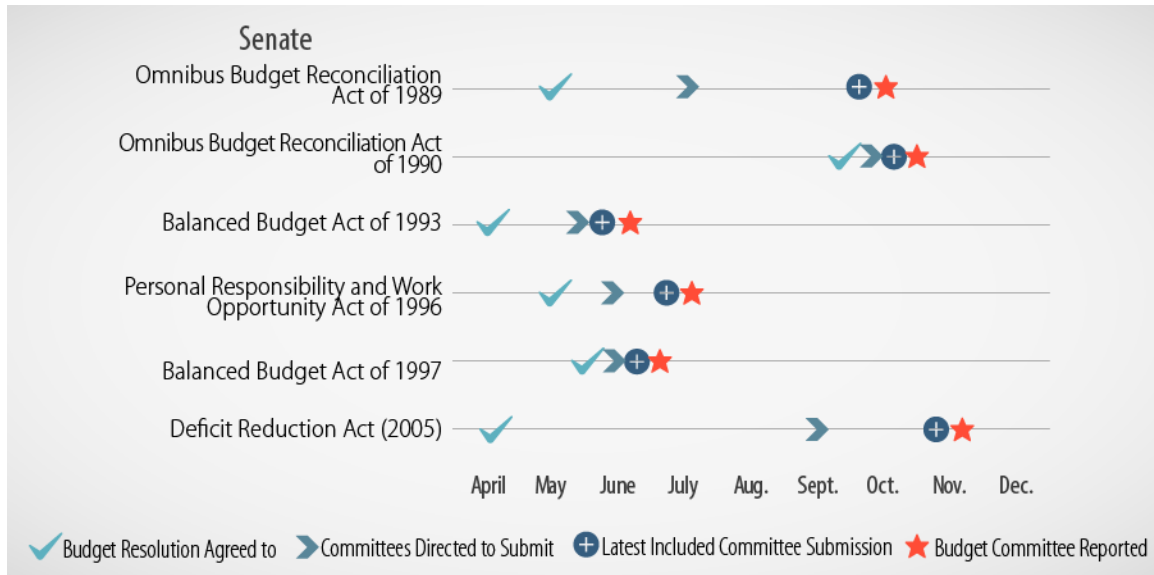 Senate
Omnibus Budget Reconciliation
Act of 1989
Omnibus Budget Reconciliation Act
of 1990
Balanced Budget Act of 1993
Personal Responsibility and Work
Opportunity Act of 1996
Balanced Budget Act of 1997
Deficit Reduction Act (2005)
April May June July Aug. Sept. Oct. Nov. Dec.
Budget Resolution Agreed to Committees Directed to Submit Latest Included Committee Submission Budget Committee Reported